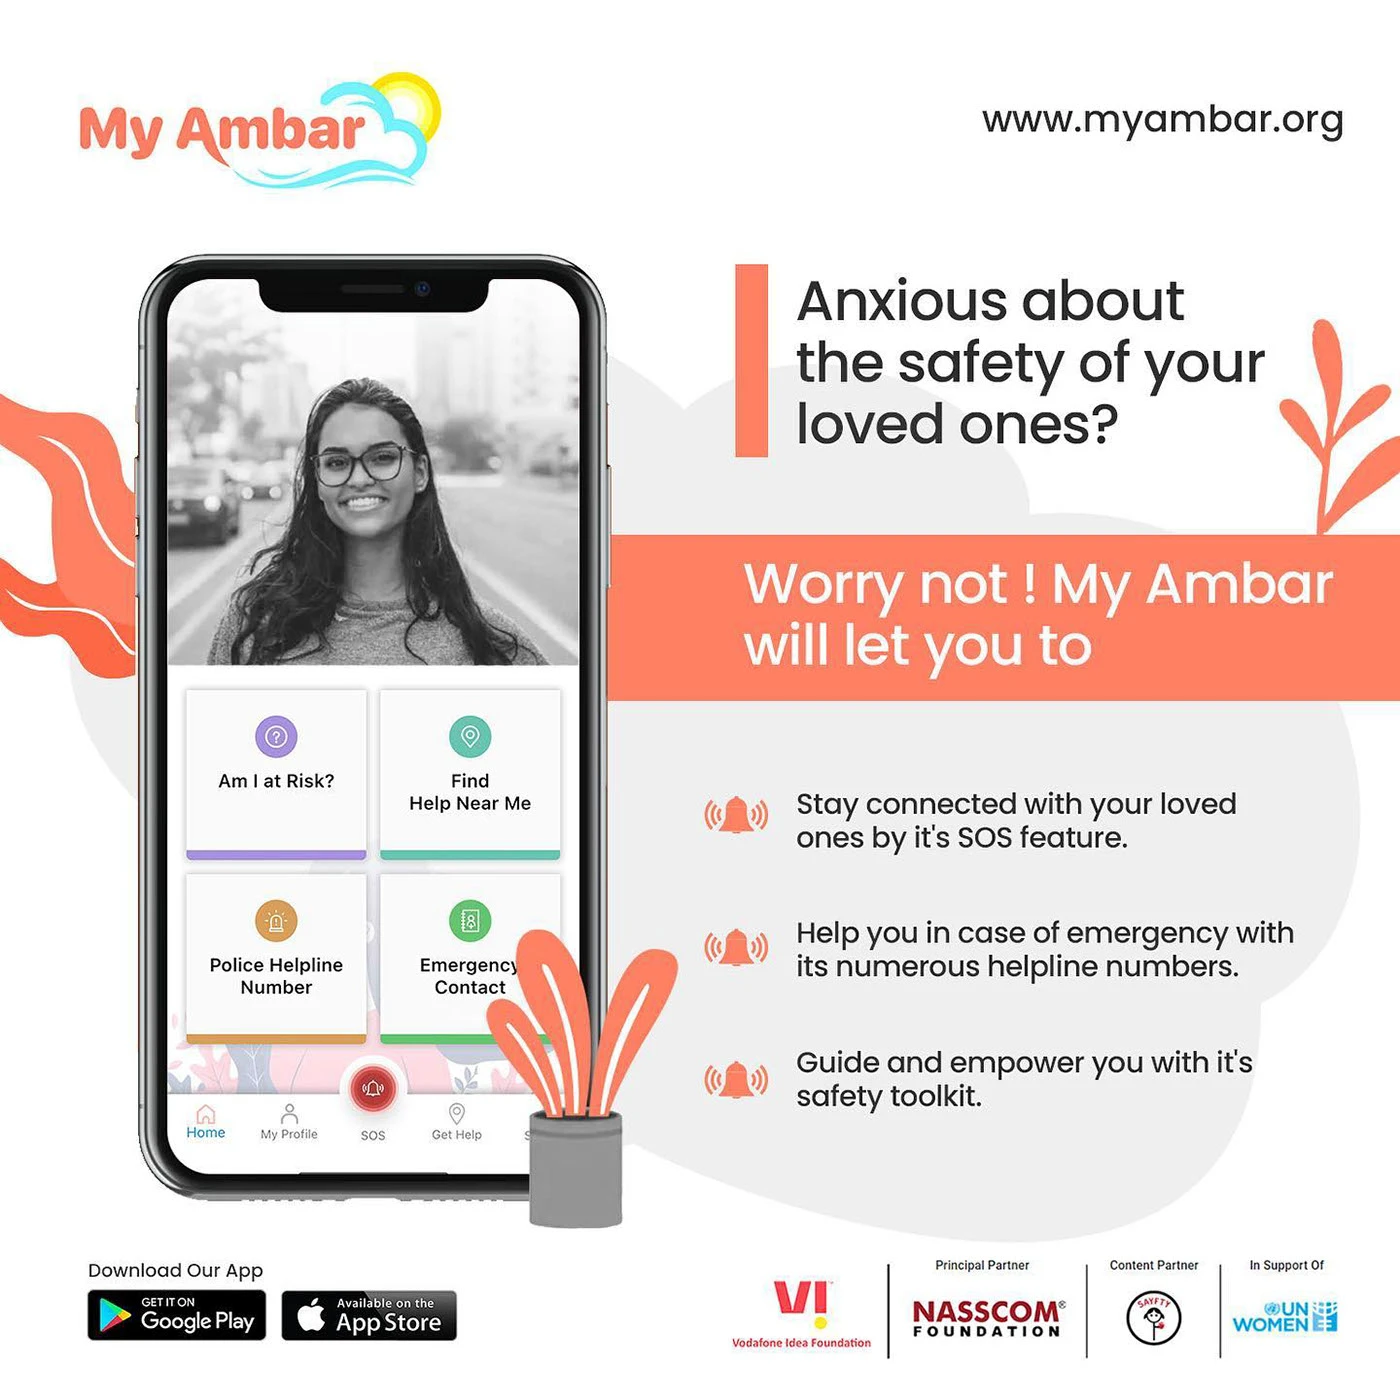 My Ambar
www.myambar.org
Anxious about
the safety of your
loved ones?
Worry not ! My Ambar
will let you to
Stay connected with your loved
ones by it's SOS feature.
Help you in case of emergency with
its numerous helpline numbers.
Guide and empower you with it's
safety toolkit.
Am I at Risk?
Find
Help Near Me
Police Helpline
Number
Emergency
Contact
Home
My Profile
SOS
Get Help
Download Our App
GET IT ON
Google Play
Available on the
App Store
VI
Vodafone Idea Foundation
Principal Partner
NASSCOM®
FOUNDATION
Content Partner
SAYFTY
In Support Of
UN
WOMEN